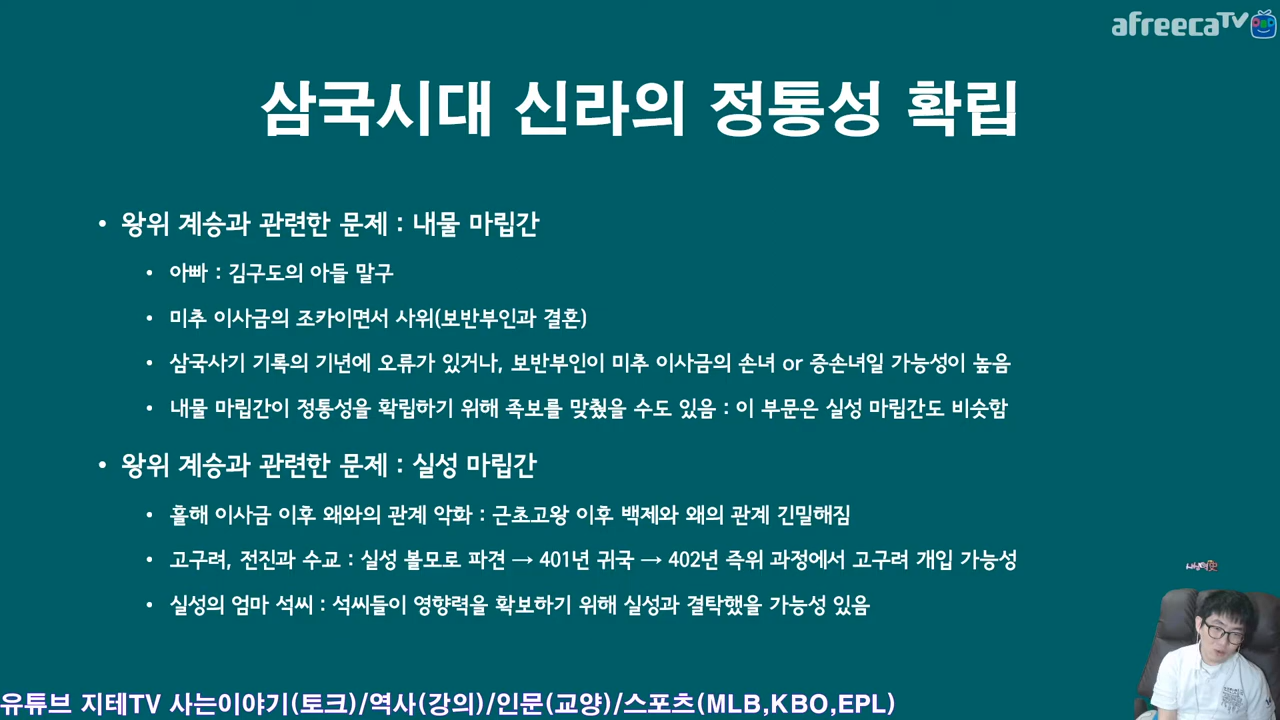 afreecaTV
삼국시대 신라의 정통성 확립
• 왕위 계승과 관련한 문제 : 내물 마립간
• 아빠 : 김구도의 아들 말구
• 미추 이사금의 조카이면서 사위(보반부인과 결혼)
• 삼국사기 기록의 기년에 오류가 있거나, 보반부인이 미추 이사금의 손녀 or 증손녀일 가능성이 높음
• 내물 마립간이 정통성을 확립하기 위해 족보를 맞췄을 수도 있음 : 이 부문은 실성 마립간도 비슷함
• 왕위 계승과 관련한 문제 : 실성 마립간
• 흘해 이사금 이후 왜와의 관계 악화 : 근초고왕 이후 백제와 왜의 관계 긴밀해짐
• 고구려, 전진과 수교 : 실성 볼모로 파견 → 401년 귀국 → 402년 즉위 과정에서 고구려 개입 가능성
• 실성의 엄마 석씨 : 석씨들이 영향력을 확보하기 위해 실성과 결탁했을 가능성 있음
유튜브 지테TV 사는이야기(토크)/역사(강의)/인문(교양)/스포츠(MLB,KBO,EPL)